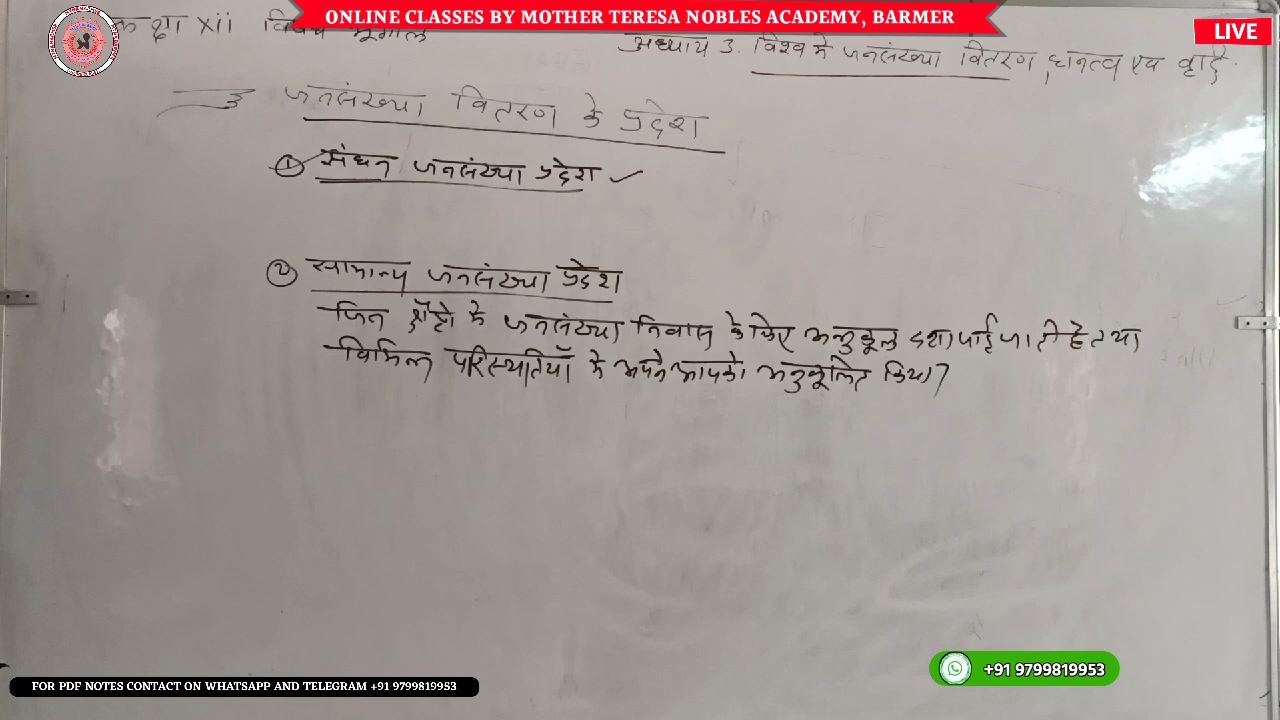 ONLINE CLASSES BY MOTHER TERESA NOBLES ACADEMY, BARMER
LIVE
कक्षा xii विषय भूगोल
अध्याय 3. विश्व में जनसंख्या वितरण घनत्व एवं वृद्धि
जनसंख्या वितरण के प्रदेश
① संघन जनसंख्या प्रदेश
② सामान्य जनसंख्या प्रदेश
जिन क्षेत्रो में जनसंख्या निवास के लिए अनुकूल दशा पाई जाती है तथा
विभिन्न परिस्थतियाँ में अपने आपको अनुकूलित किया
FOR PDF NOTES CONTACT ON WHATSAPP AND TELEGRAM +91 9799819953
+91 9799819953